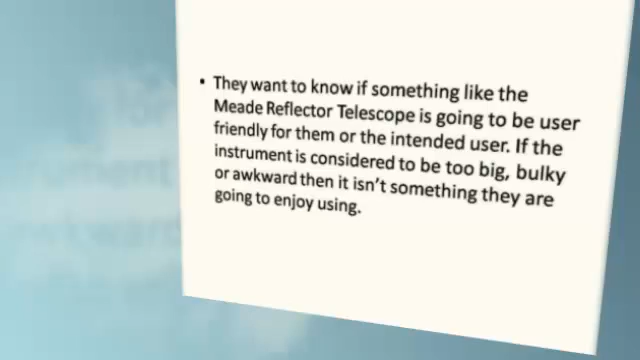 • They want to know if something like the
Meade Reflector Telescope is going to be user
friendly for them or the intended user. If the
instrument is considered to be too big, bulky
or awkward then it isn't something they are
going to enjoy using.